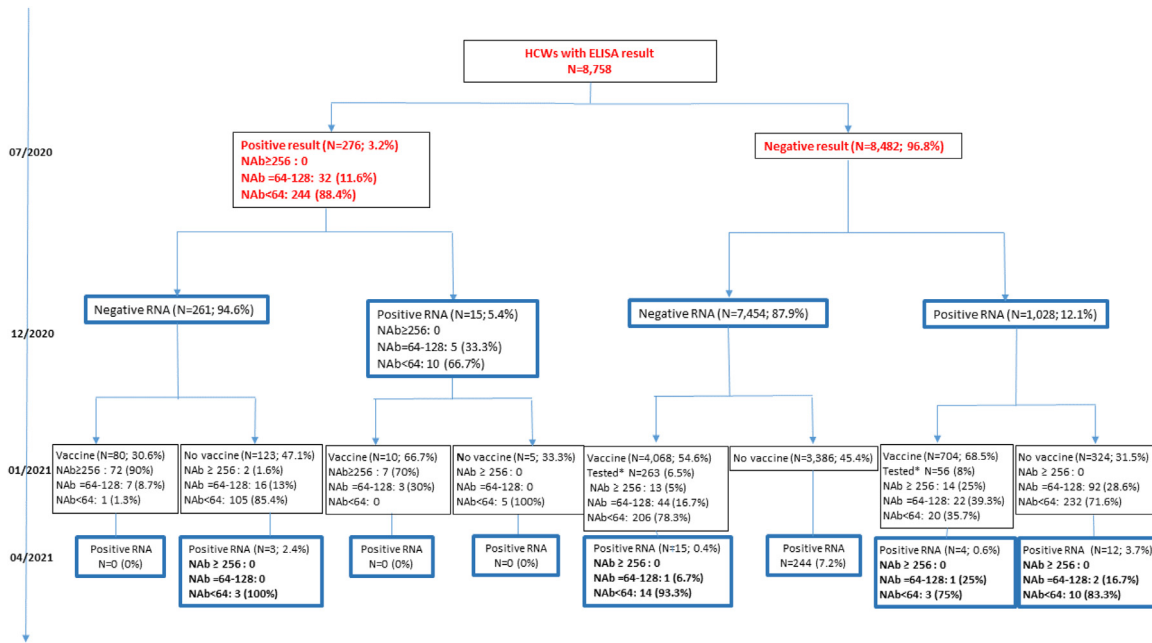 HCWs with ELISA result
N=8,758
07/2020
Positive result (N=276; 3.2%)
NAb≥256 : 0
NAb =64-128: 32 (11.6%)
NAb<64: 244 (88.4%)
Negative result (N=8,482; 96.8%)
12/2020
Negative RNA (N=261; 94.6%)
Positive RNA (N=15; 5.4%)
NAb≥256: 0
NAb=64-128: 5 (33.3%)
NAb<64: 10 (66.7%)
Negative RNA (N=7,454; 87.9%)
Positive RNA (N=1,028; 12.1%)
01/2021
Vaccine (N=80; 30.6%)
NAb≥256 : 72 (90%)
NAb =64-128: 7 (8.7%)
NAb<64: 1 (1.3%)
No vaccine (N=123; 47.1%)
NAb ≥ 256 : 2 (1.6%)
NAb =64-128: 16 (13%)
NAb<64: 105 (85.4%)
Vaccine (N=10; 66.7%)
NAb≥256 : 7 (70%)
NAb =64-128: 3 (30%)
NAb<64: 0
No vaccine (N=5; 33.3%)
NAb ≥ 256 : 0
NAb =64-128: 0
NAb<64: 5 (100%)
Vaccine (N=4,068; 54.6%)
Tested* N=263 (6.5%)
NAb ≥ 256 : 13 (5%)
NAb =64-128: 44 (16.7%)
NAb<64: 206 (78.3%)
No vaccine (N=3,386; 45.4%)
Vaccine (N=704; 68.5%)
Tested* N=56 (8%)
NAb ≥ 256 : 14 (25%)
NAb =64-128: 22 (39.3%)
NAb<64: 20 (35.7%)
No vaccine (N=324; 31.5%)
NAb ≥ 256 : 0
NAb =64-128: 92 (28.6%)
NAb<64: 232 (71.6%)
04/2021
Positive RNA
N=0 (0%)
Positive RNA (N=3; 2.4%)
NAb ≥ 256 : 0
NAb =64-128: 0
NAb<64: 3 (100%)
Positive RNA
N=0 (0%)
Positive RNA
N=0 (0%)
Positive RNA (N=15; 0.4%)
NAb ≥ 256 : 0
NAb =64-128: 1 (6.7%)
NAb<64: 14 (93.3%)
Positive RNA
N=244 (7.2%)
Positive RNA (N=4; 0.6%)
NAb ≥ 256 : 0
NAb =64-128: 1 (25%)
NAb<64: 3 (75%)
Positive RNA (N=12; 3.7%)
NAb ≥ 256 : 0
NAb =64-128: 2 (16.7%)
NAb<64: 10 (83.3%)